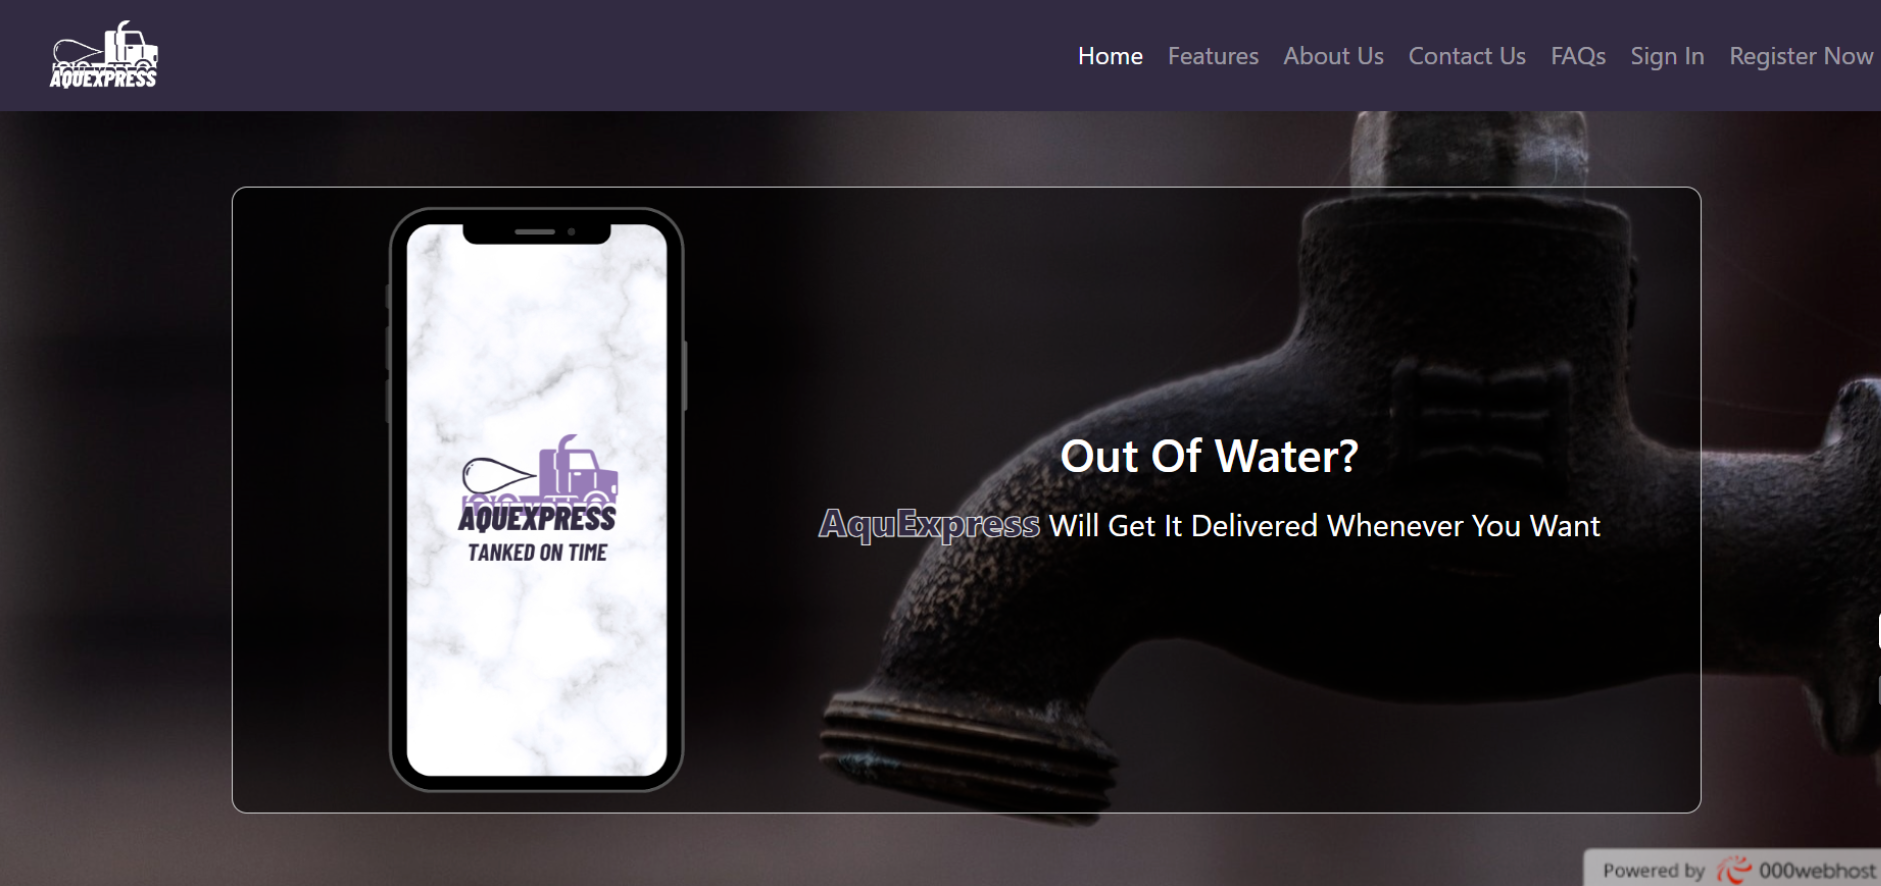 AQUEXPRESS
Home Features About Us Contact Us FAQs Sign In Register Now
AQUEXPRESS
TANKED ON TIME
Out Of Water?
AquExpress Will Get It Delivered Whenever You Want
Powered by 000webhost